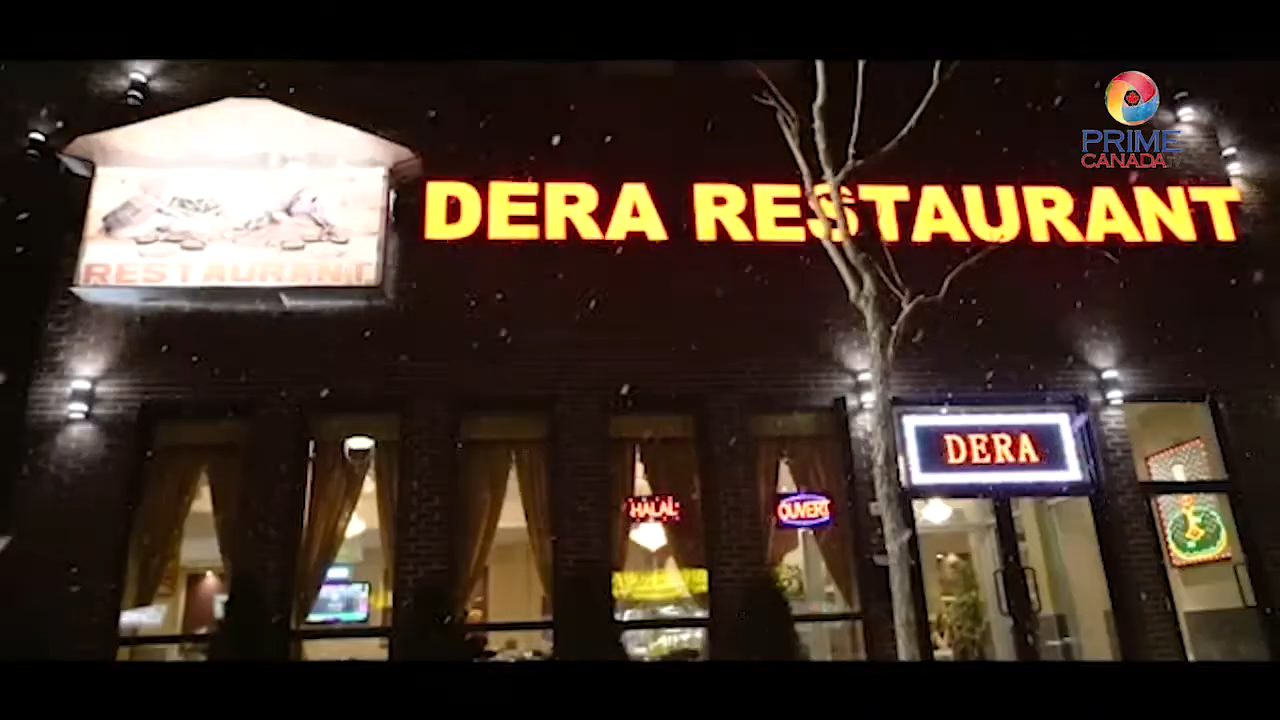 PRIME
CANADA
DERA RESTAURANT
RESTAURANT
DERA
HALAL
OUVERT